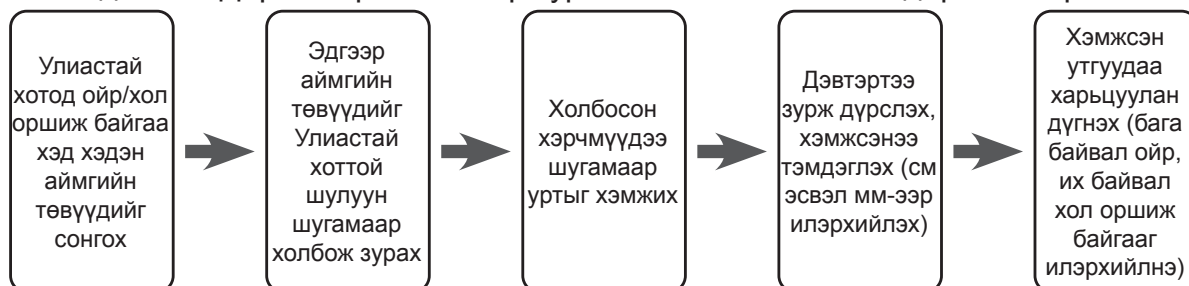 Улиастай
хотод ойр/хол
оршиж байгаа
хэд хэдэн
аймгийн
төвүүдийг
сонгох
Эдгээр
аймгийн
төвүүдийг
Улиастай
хоттой
шулуун
шугамаар
холбож зурах
Холбосон
хэрчмүүдээ
шугамаар
уртыг хэмжих
Дэвтэртээ
зурж дүрслэх,
хэмжсэнээ
тэмдэглэх (см
эсвэл мм-ээр
илэрхийлэх)
Хэмжсэн
утгуудаа
харьцуулан
дүгнэх (бага
байвал ойр,
их байвал
хол оршиж
байгааг
илэрхийлнэ)